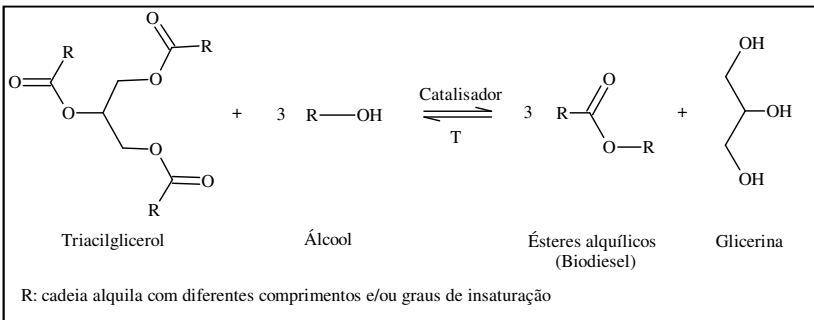 O
R
R
O
O
O
O
O
O
R
+
3
R
OH
Catalisador
T
3
R
O
O
R
+
OH
OH
OH
Triacilglicerol
Álcool
Ésteres alquílicos
(Biodiesel)
Glicerina
R: cadeia alquila com diferentes comprimentos e/ou graus de insaturação